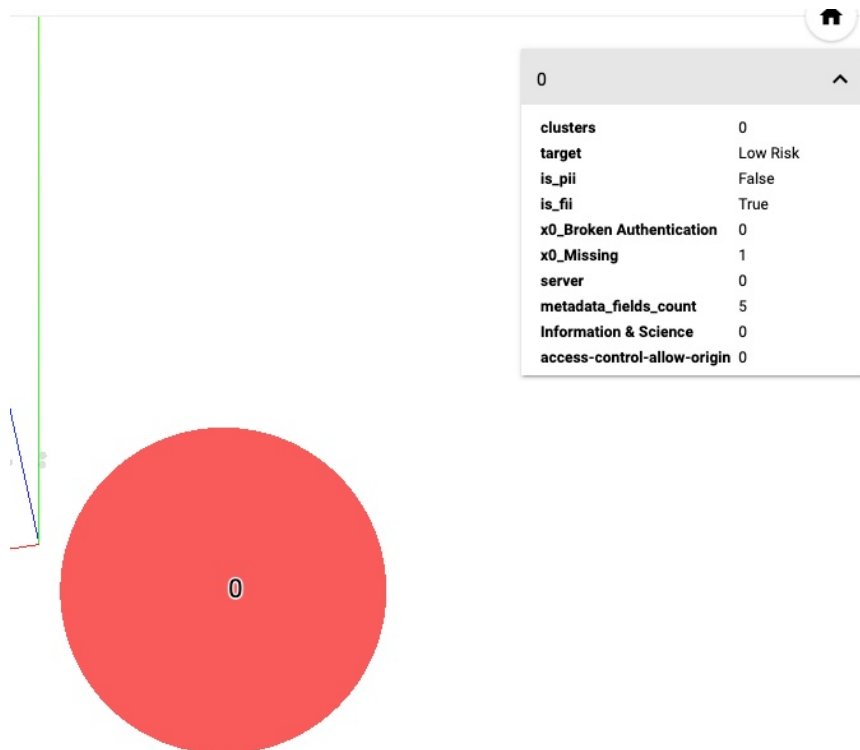 0
clusters 0
target Low Risk
is_pii False
is_fii True
x0_Broken Authentication 0
x0_Missing 1
server 0
metadata_fields_count 5
Information & Science 0
access-control-allow-origin 0
0